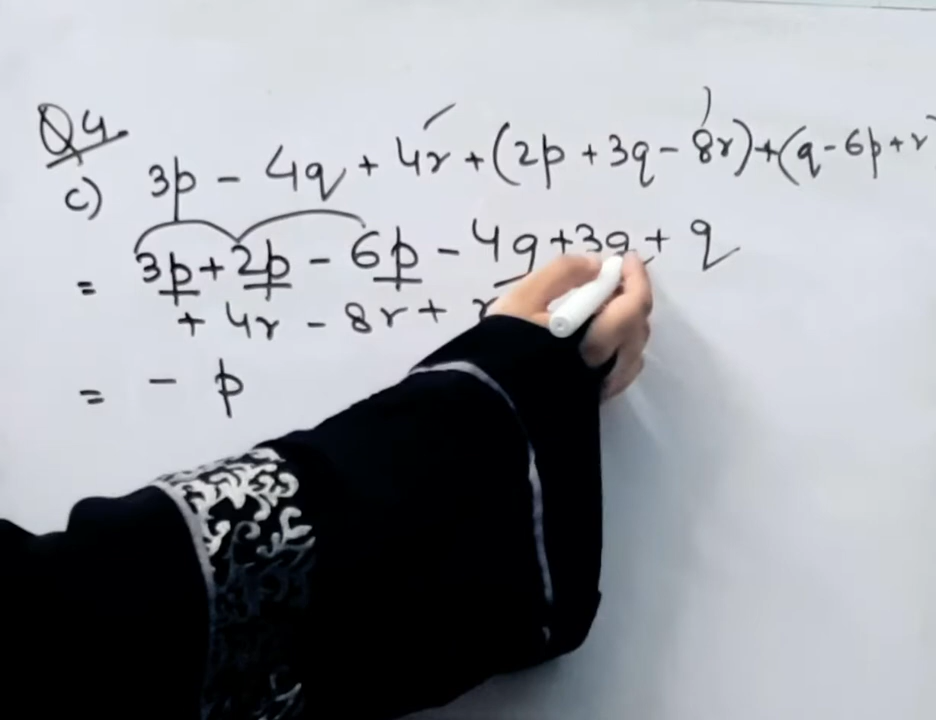 Q4.
c) 3p - 4q + 4r + (2p + 3q - 8r) + (q - 6p + r)
= 3p + 2p - 6p - 4q + 3q + q
+ 4r - 8r +
= - p